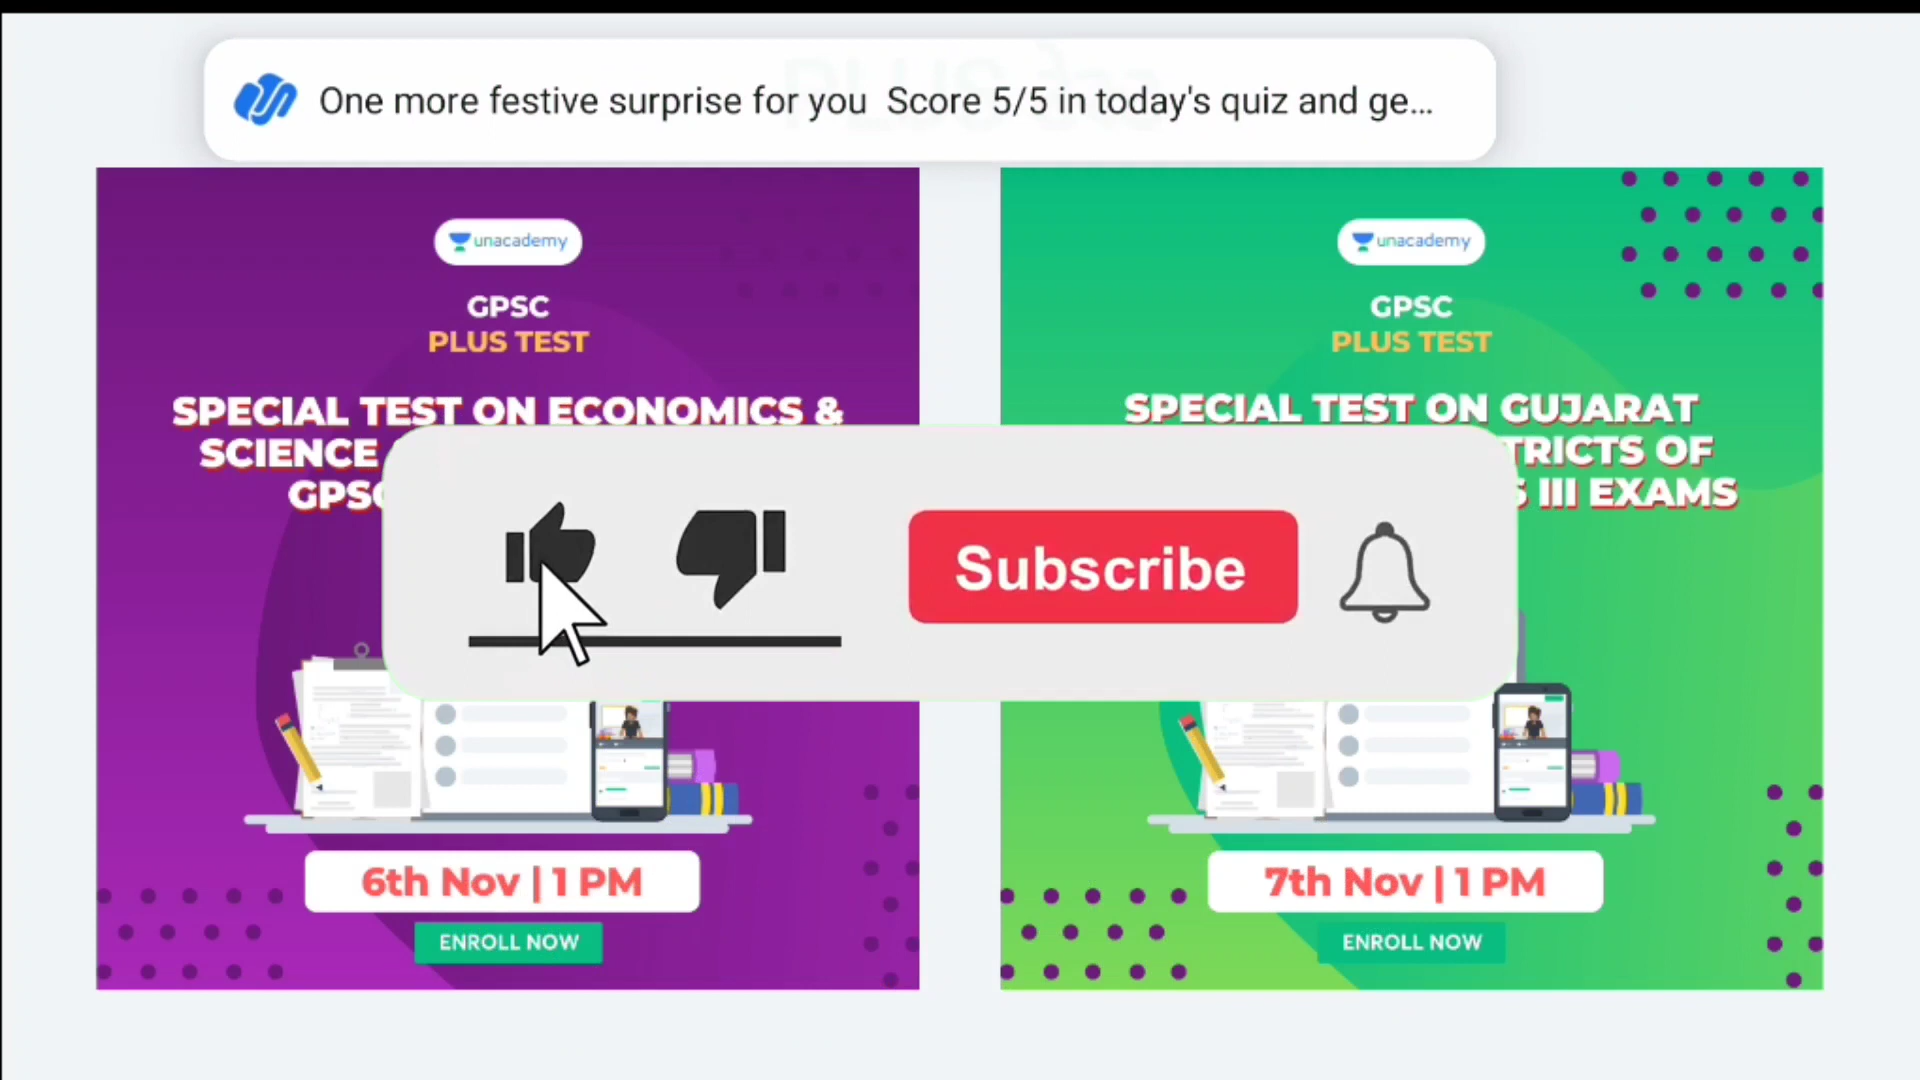 One more festive surprise for you Score 5/5 in today's quiz and ge...
unacademy
GPSC
PLUS TEST
SPECIAL TEST ON ECONOMICS &
SCIENCE
GPSC
6th Nov | 1 PM
ENROLL NOW
unacademy
GPSC
PLUS TEST
SPECIAL TEST ON GUJARAT
TRICTS OF
III EXAMS
7th Nov | 1 PM
ENROLL NOW
Subscribe